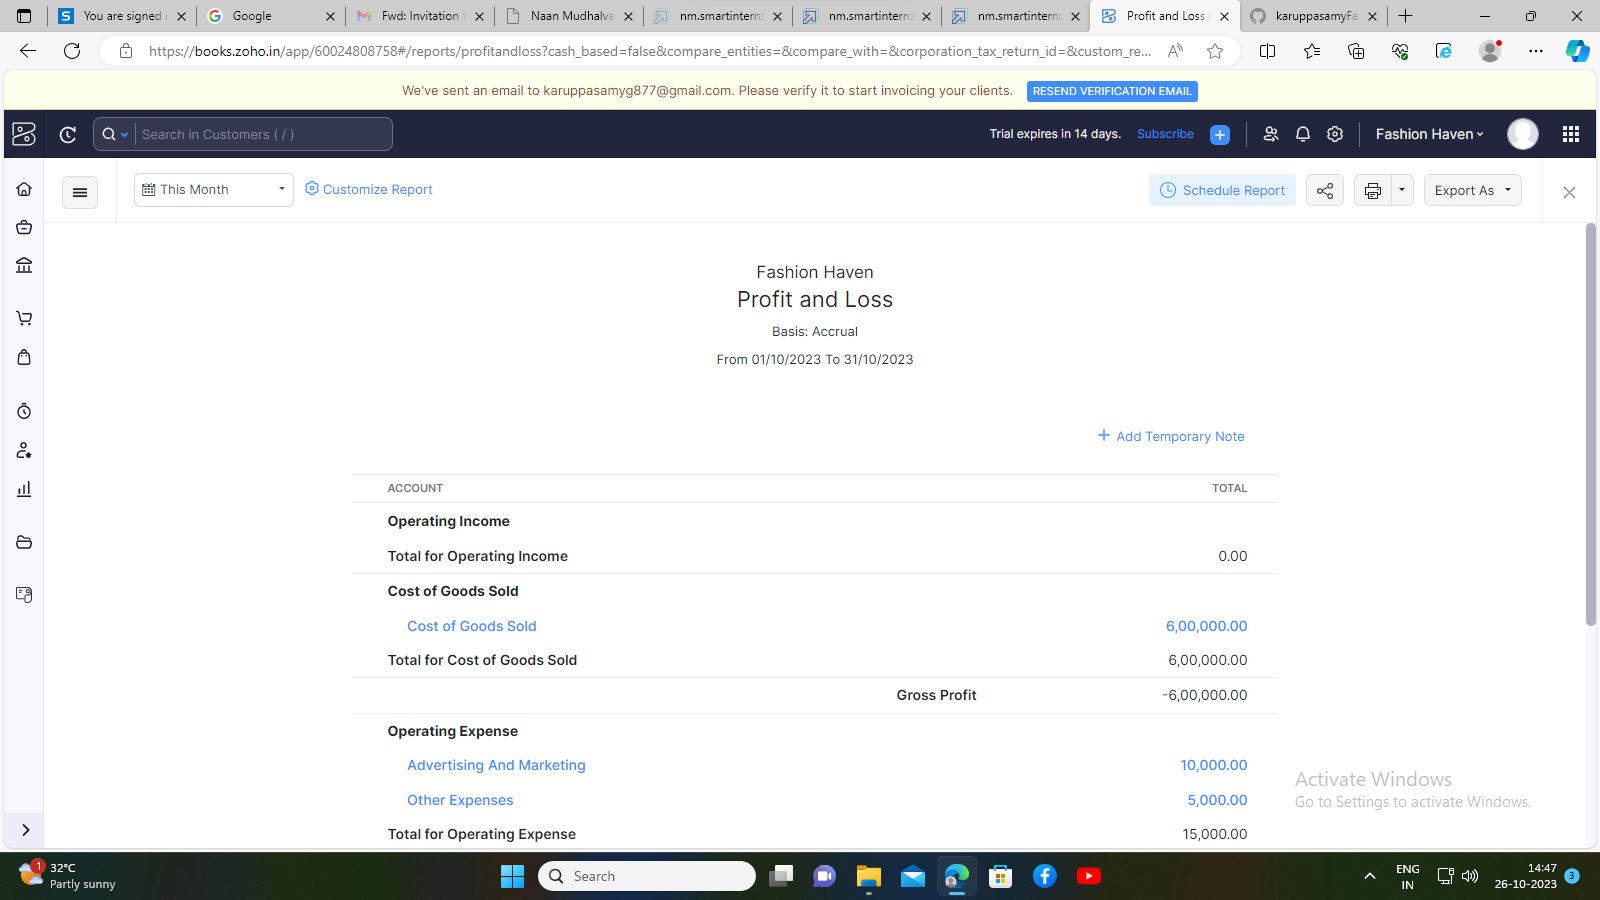 You are signed i
Google
Fwd: Invitation t
Naan Mudhalva
nm.smartintern
nm.smartintern
nm.smartintern
Profit and Loss |
karuppasamyFa
https://books.zoho.in/app/60024808758#/reports/profitandloss?cash_based=false&compare_entities=&compare_with=&corporation_tax_return_id=&custom_re...
We've sent an email to karuppasamyg877@gmail.com. Please verify it to start invoicing your clients. RESEND VERIFICATION EMAIL
Search in Customers ( / )
Trial expires in 14 days. Subscribe
Fashion Haven
This Month
Customize Report
Schedule Report
Export As
Fashion Haven
Profit and Loss
Basis: Accrual
From 01/10/2023 To 31/10/2023
+ Add Temporary Note
ACCOUNT TOTAL
Operating Income
Total for Operating Income 0.00
Cost of Goods Sold
Cost of Goods Sold 6,00,000.00
Total for Cost of Goods Sold 6,00,000.00
Gross Profit -6,00,000.00
Operating Expense
Advertising And Marketing 10,000.00
Other Expenses 5,000.00
Total for Operating Expense 15,000.00
Activate Windows
Go to Settings to activate Windows.
1
32°C
Partly sunny
Search
ENG
IN
14:47
26-10-2023
3